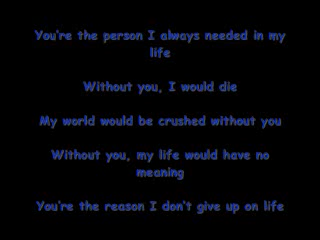 You're the person I always needed in my
life
Without you, I would die
My world would be crushed without you
Without you, my life would have no
meaning
You're the reason I don't give up on life